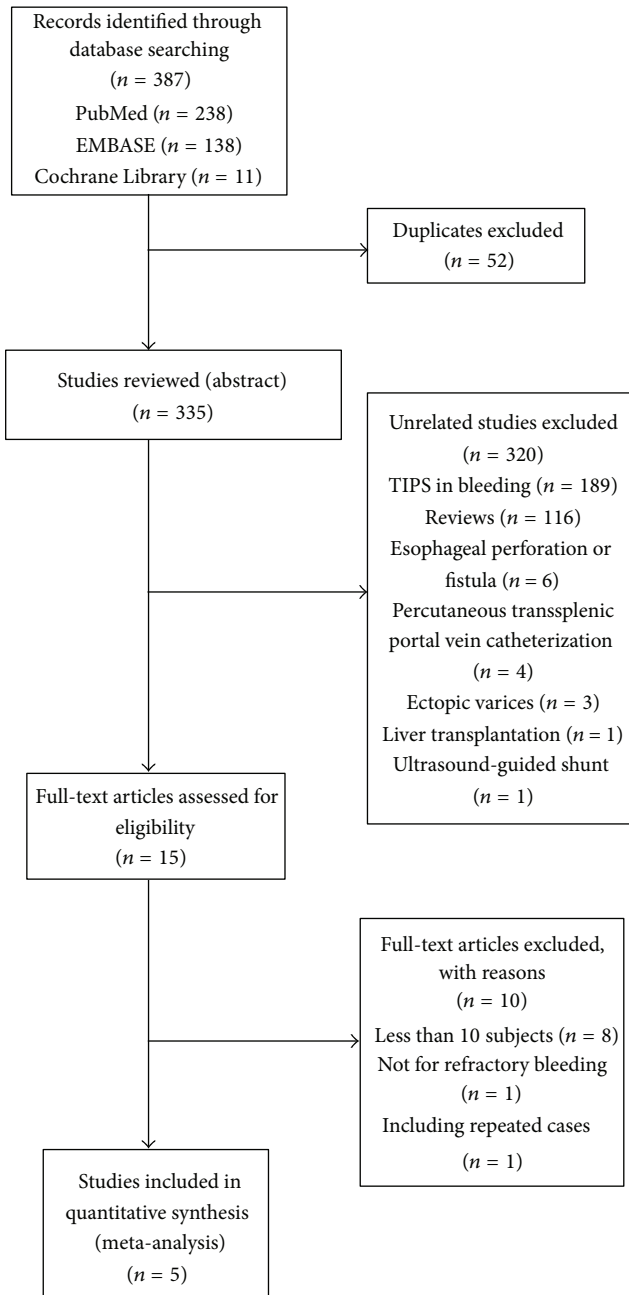 Records identified through
database searching
(n = 387)
PubMed (n = 238)
EMBASE (n = 138)
Cochrane Library (n = 11)
Duplicates excluded
(n = 52)
Studies reviewed (abstract)
(n = 335)
Unrelated studies excluded
(n = 320)
TIPS in bleeding (n = 189)
Reviews (n = 116)
Esophageal perforation or
fistula (n = 6)
Percutaneous transsplenic
portal vein catheterization
(n = 4)
Ectopic varices (n = 3)
Liver transplantation (n = 1)
Ultrasound-guided shunt
(n = 1)
Full-text articles assessed for
eligibility
(n = 15)
Full-text articles excluded,
with reasons
(n = 10)
Less than 10 subjects (n = 8)
Not for refractory bleeding
(n = 1)
Including repeated cases
(n = 1)
Studies included in
quantitative synthesis
(meta-analysis)
(n = 5)